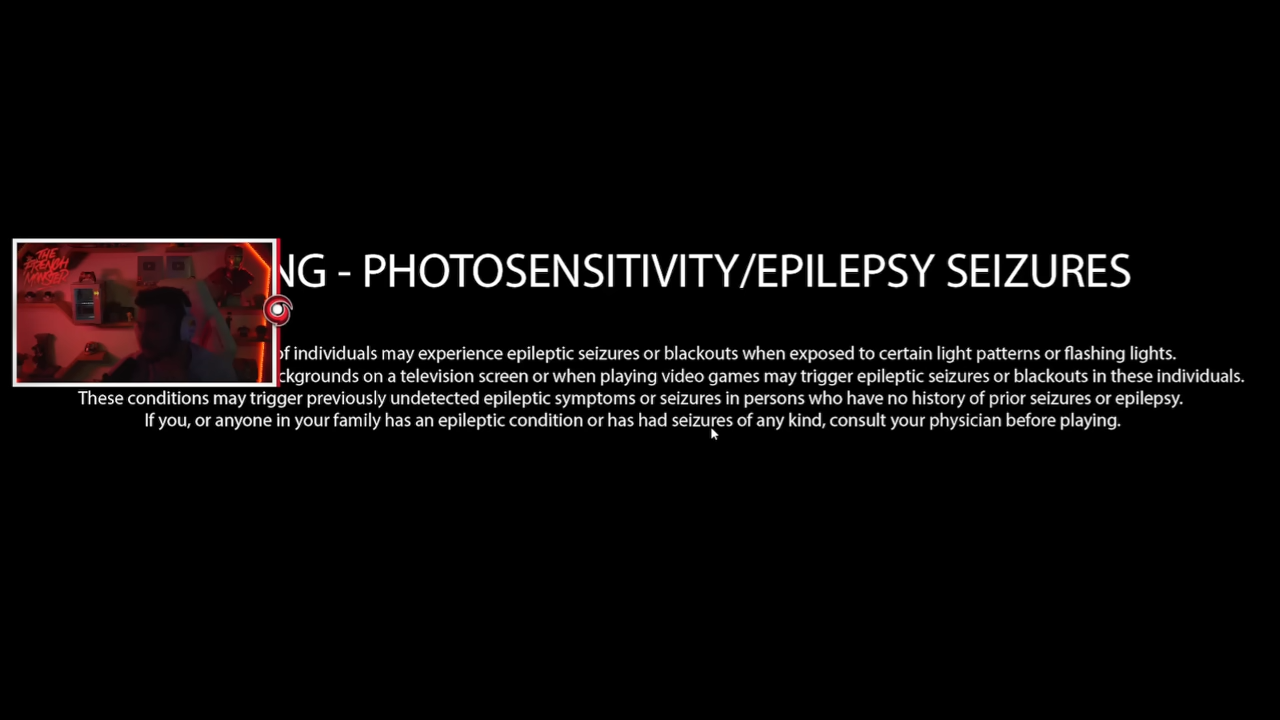 THE
FRENCH
MONSTER
NG - PHOTOSENSITIVITY/EPILEPSY SEIZURES
of individuals may experience epileptic seizures or blackouts when exposed to certain light patterns or flashing lights.
ckgrounds on a television screen or when playing video games may trigger epileptic seizures or blackouts in these individuals.
These conditions may trigger previously undetected epileptic symptoms or seizures in persons who have no history of prior seizures or epilepsy.
If you, or anyone in your family has an epileptic condition or has had seizures of any kind, consult your physician before playing.